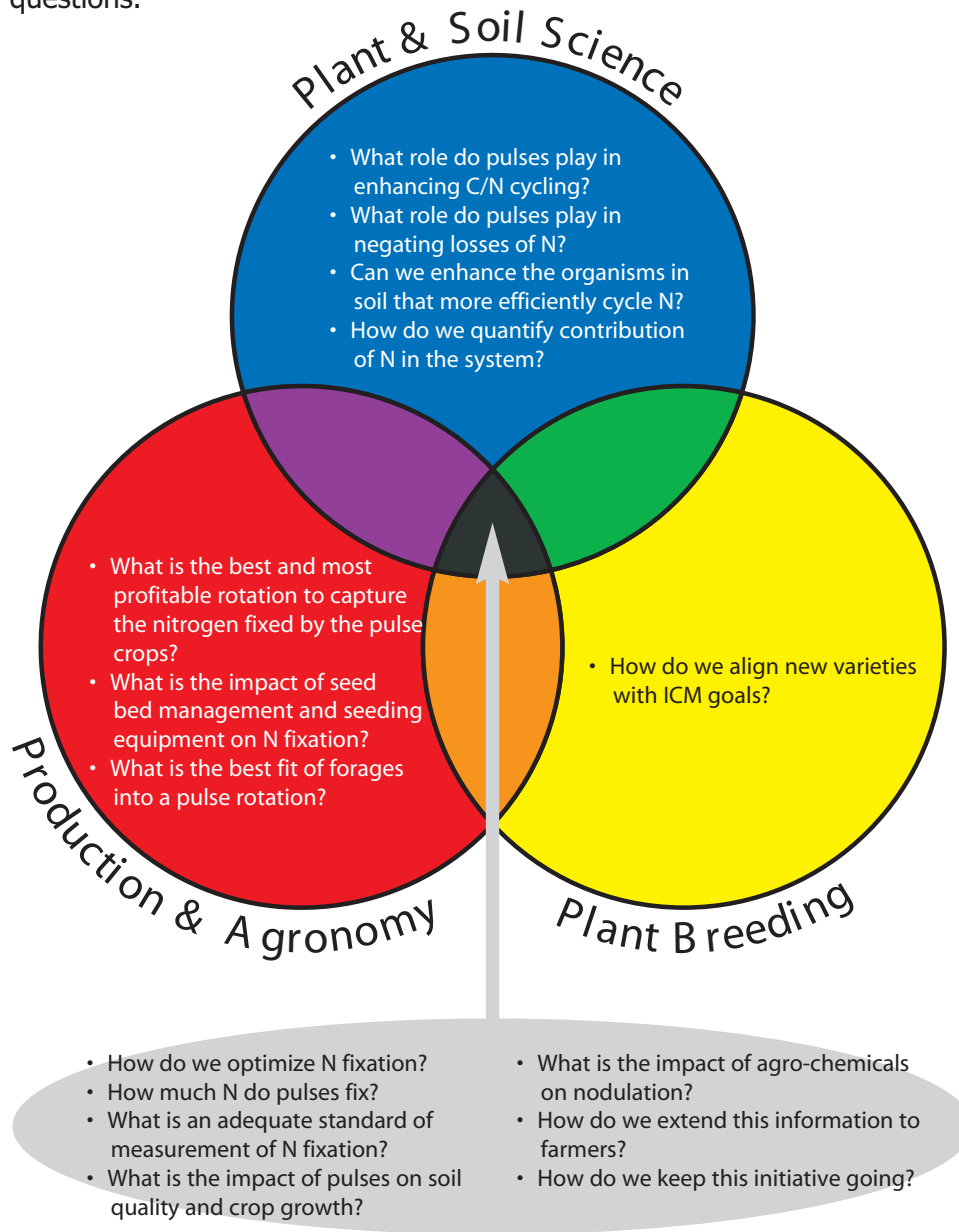 questions:
Plant & Soil Science
• What role do pulses play in
enhancing C/N cycling?
• What role do pulses play in
negating losses of N?
• Can we enhance the organisms in
soil that more efficiently cycle N?
• How do we quantify contribution
of N in the system?
• What is the best and most
profitable rotation to capture
the nitrogen fixed by the pulse
crops?
• What is the impact of seed
bed management and seeding
equipment on N fixation?
• What is the best fit of forages
into a pulse rotation?
• How do we align new varieties
with ICM goals?
Production & Agronomy
Plant Breeding
• How do we optimize N fixation?
• How much N do pulses fix?
• What is an adequate standard of
measurement of N fixation?
• What is the impact of pulses on soil
quality and crop growth?
• What is the impact of agro-chemicals
on nodulation?
• How do we extend this information to
farmers?
• How do we keep this initiative going?